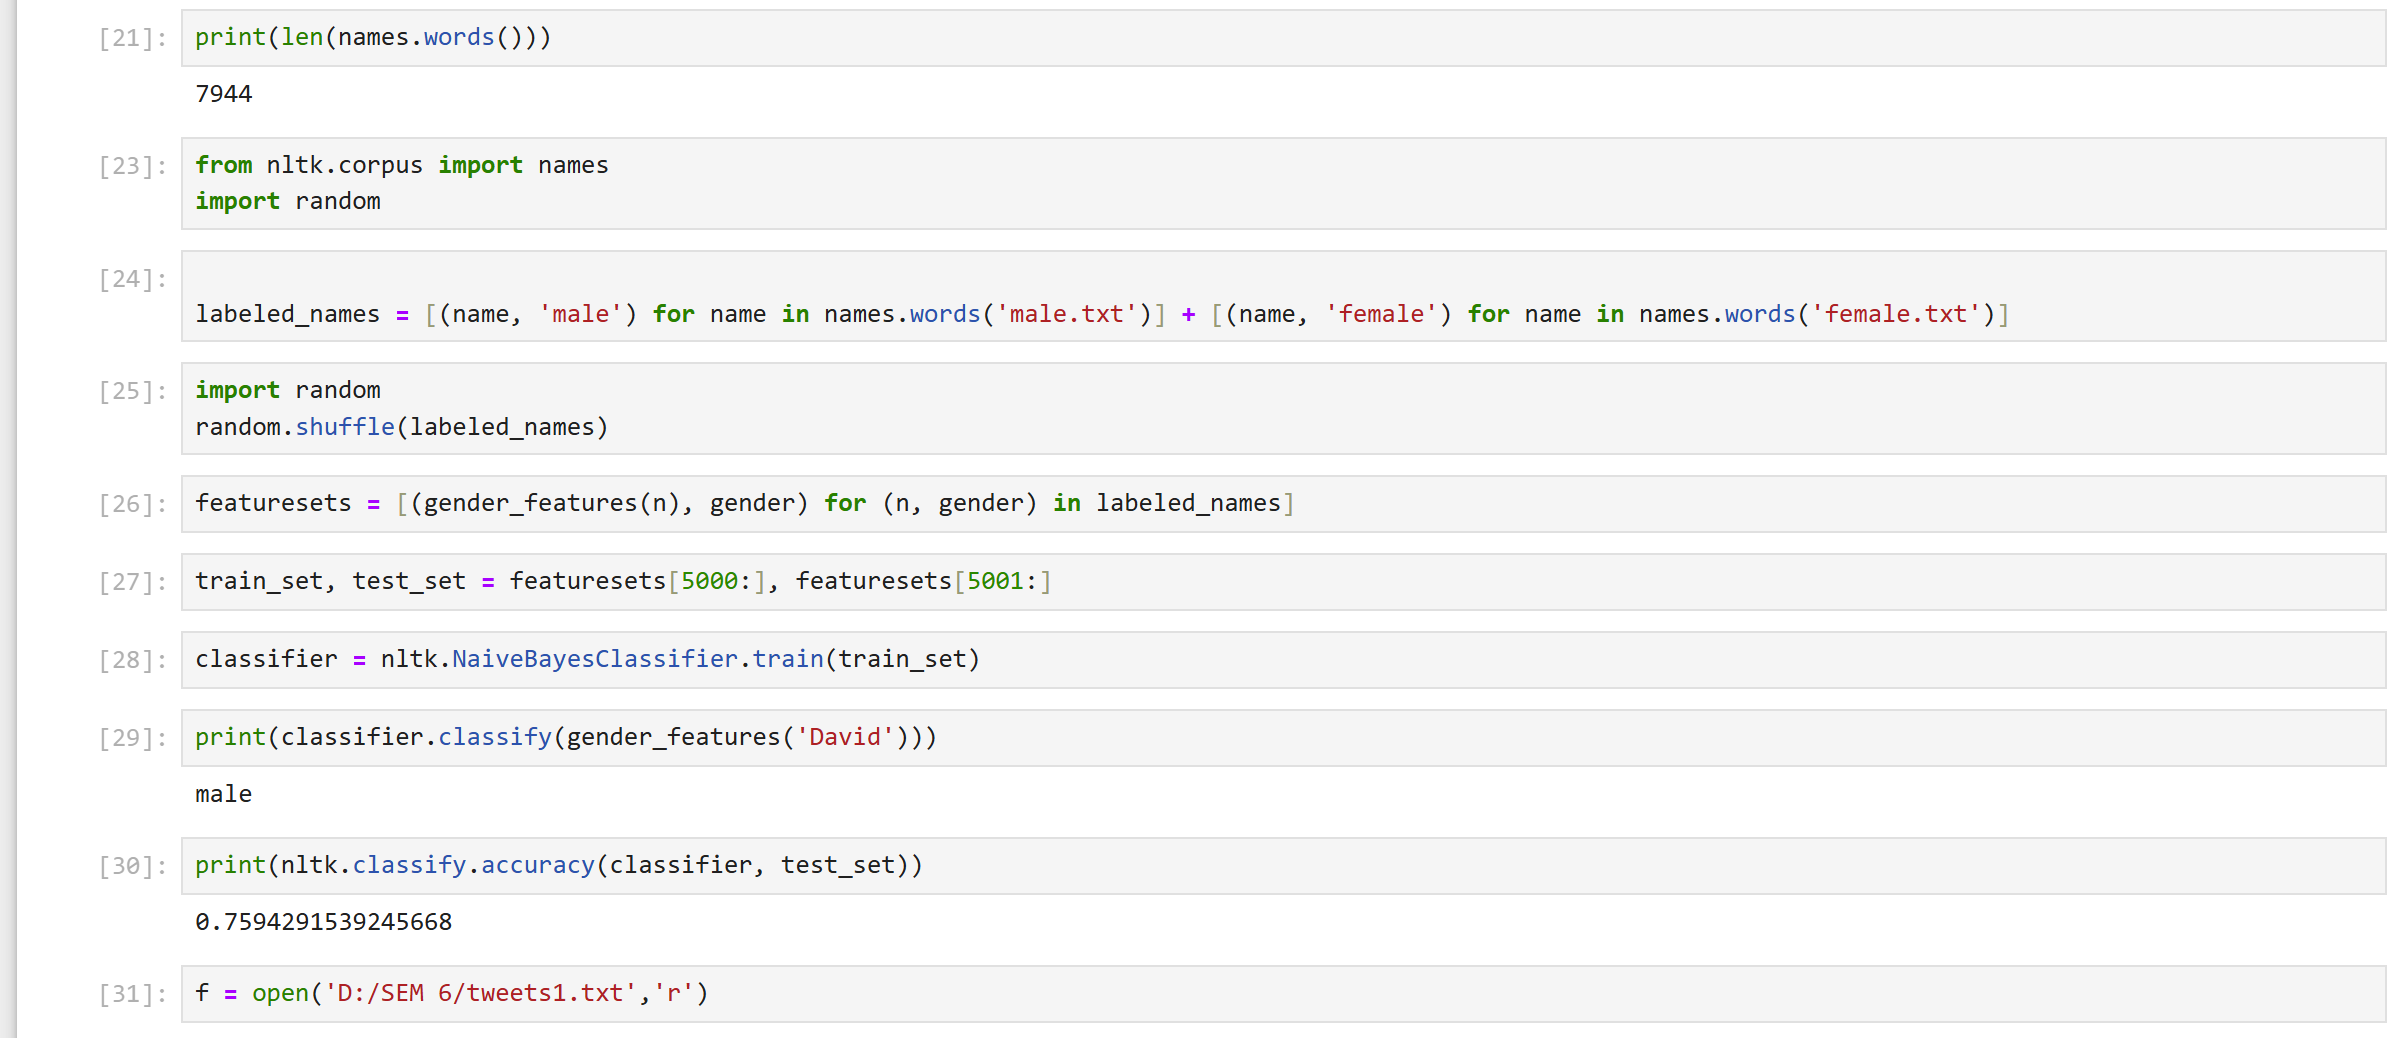 [21]: print(len(names.words()))
7944
[23]: from nltk.corpus import names
import random
[24]:
labeled_names = [(name, 'male') for name in names.words('male.txt')] + [(name, 'female') for name in names.words('female.txt')]
[25]: import random
random.shuffle(labeled_names)
[26]: featuresets = [(gender_features(n), gender) for (n, gender) in labeled_names]
[27]: train_set, test_set = featuresets[5000:], featuresets[5001:]
[28]: classifier = nltk.NaiveBayesClassifier.train(train_set)
[29]: print(classifier.classify(gender_features('David')))
male
[30]: print(nltk.classify.accuracy(classifier, test_set))
0.7594291539245668
[31]: f = open('D:/SEM 6/tweets1.txt','r')